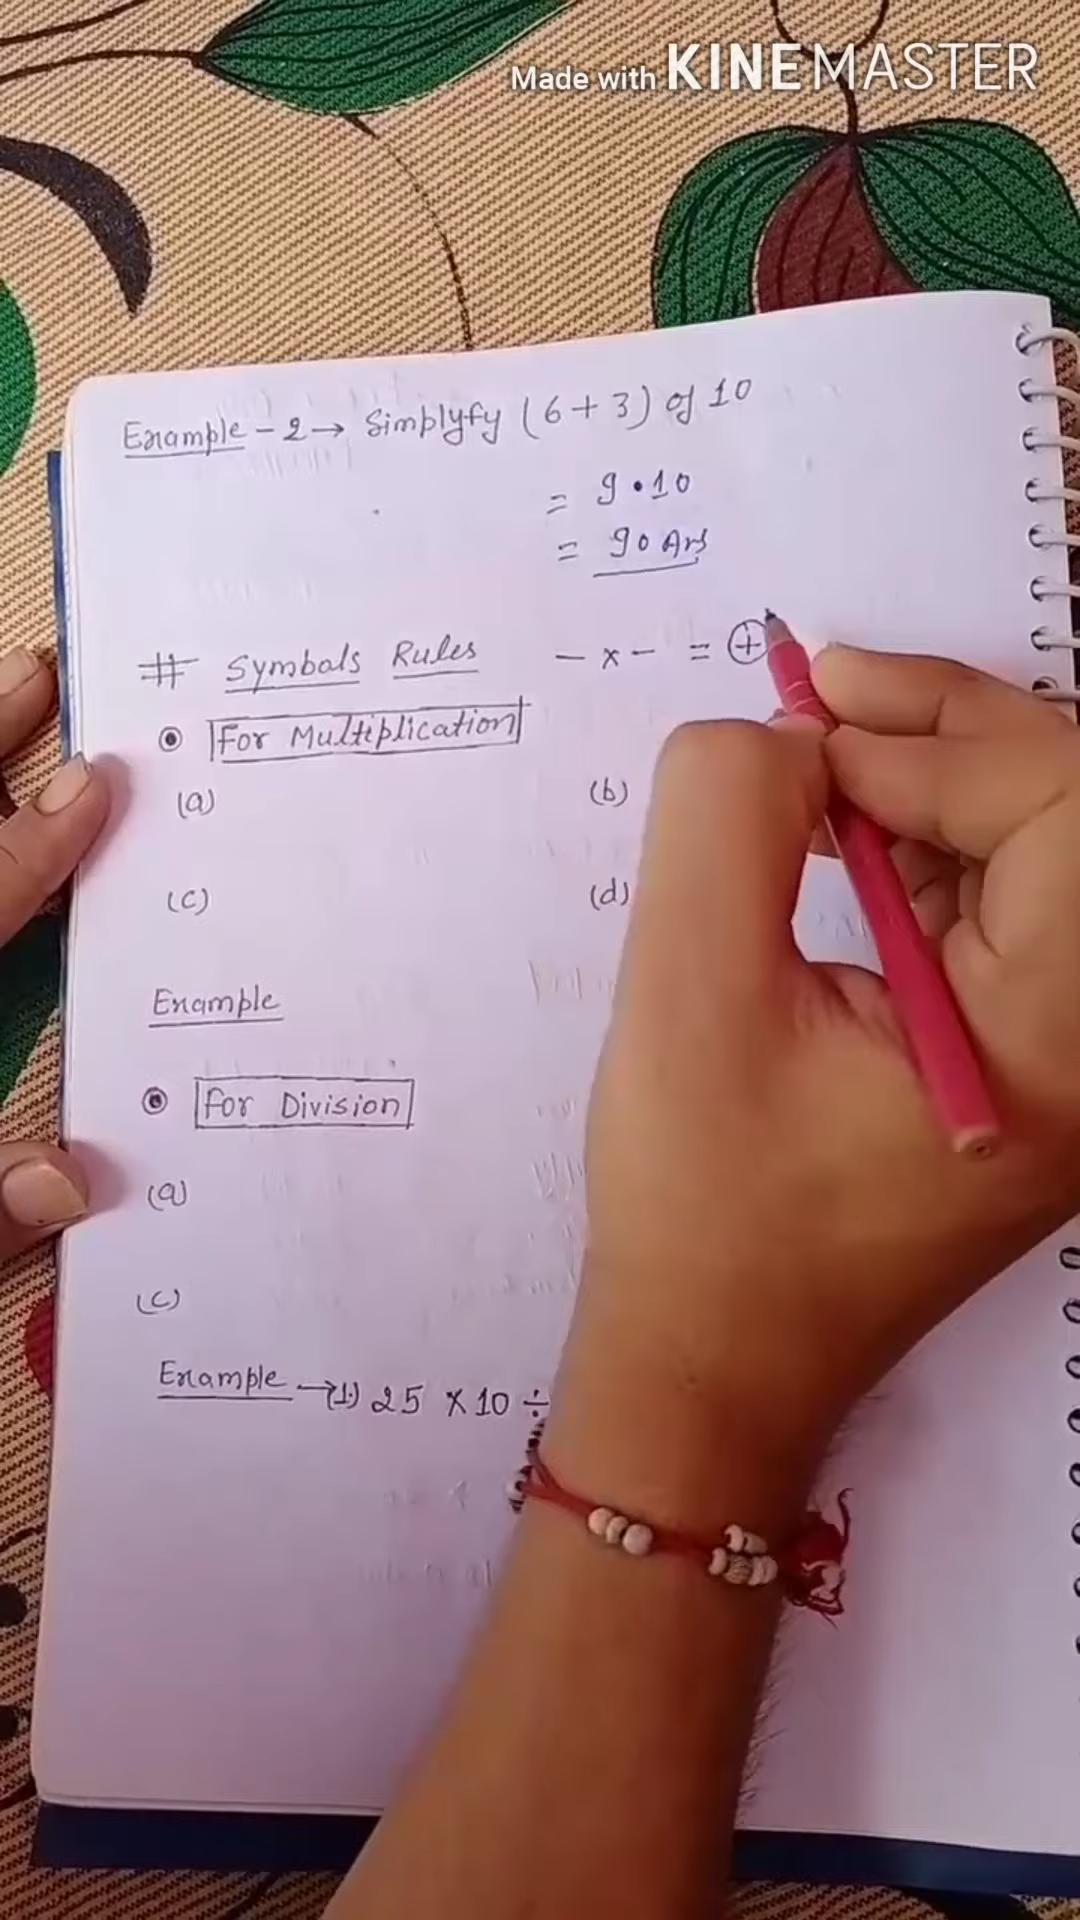 Made with KINEMASTER
Example - 2 → Simplyfy (6+3) of 10
= 9•10
= 90 Ans
# Symbols Rules - x - = +
For Multiplication
(a) (b)
(c) (d)
Example
For Division
(a)
(c)
Example → (1.) 25 × 10 ÷